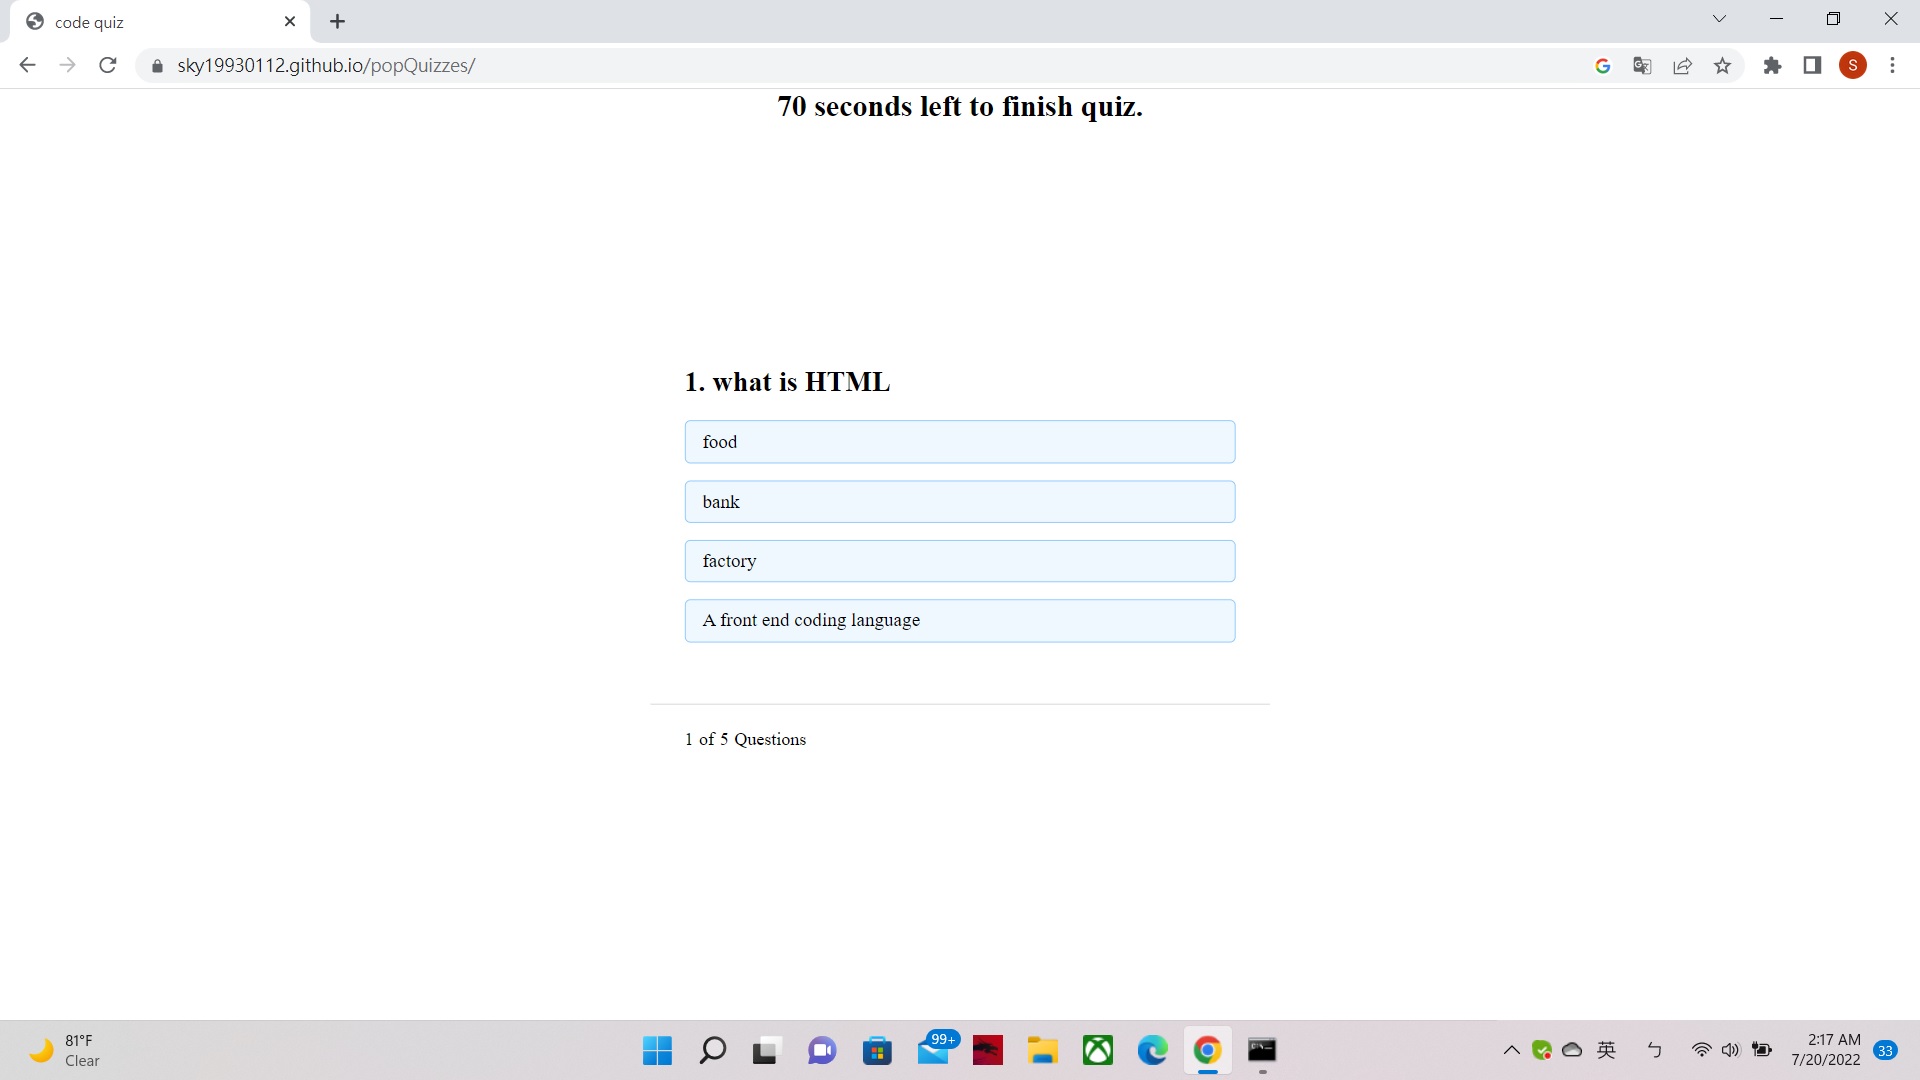 code quiz
sky19930112.github.io/popQuizzes/
S
70 seconds left to finish quiz.
1. what is HTML
food
bank
factory
A front end coding language
1 of 5 Questions
81°F
Clear
99+
英
ㄅ
2:17 AM
7/20/2022
33